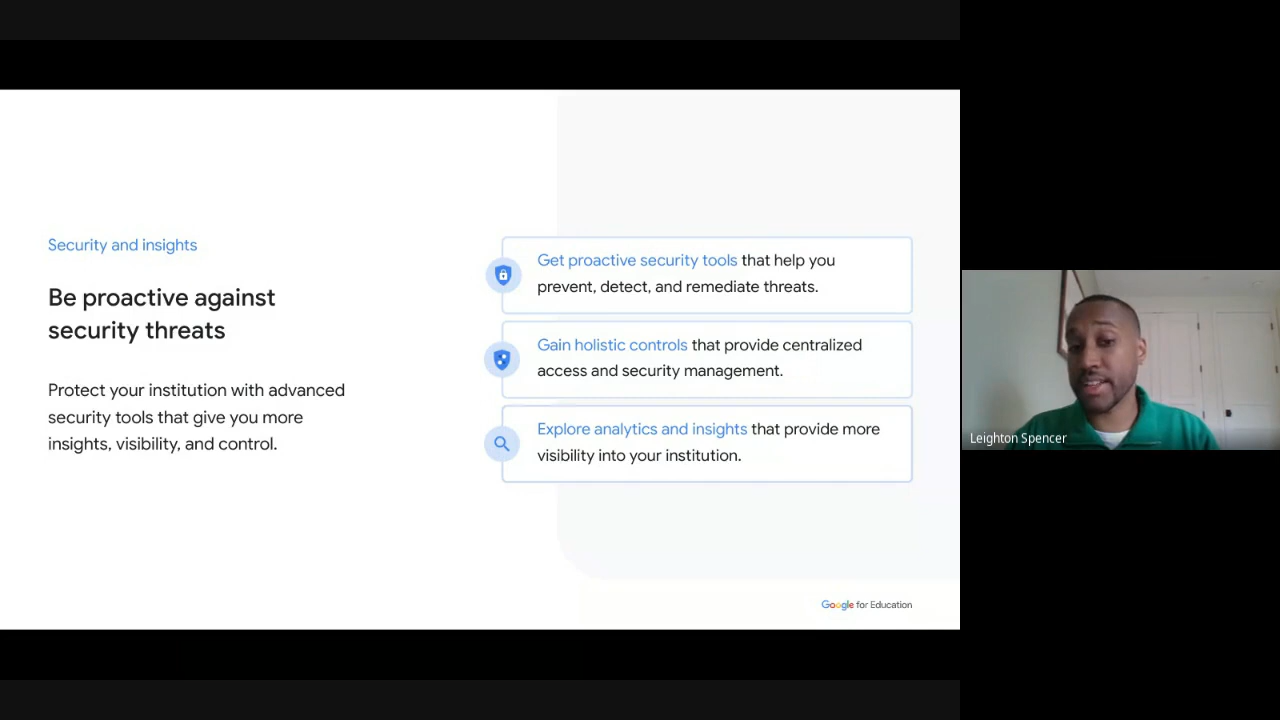 Security and insights
Be proactive against
security threats
Protect your institution with advanced
security tools that give you more
insights, visibility, and control.
Get proactive security tools that help you
prevent, detect, and remediate threats.
Gain holistic controls that provide centralized
access and security management.
Explore analytics and insights that provide more
visibility into your institution.
Google for Education
Leighton Spencer